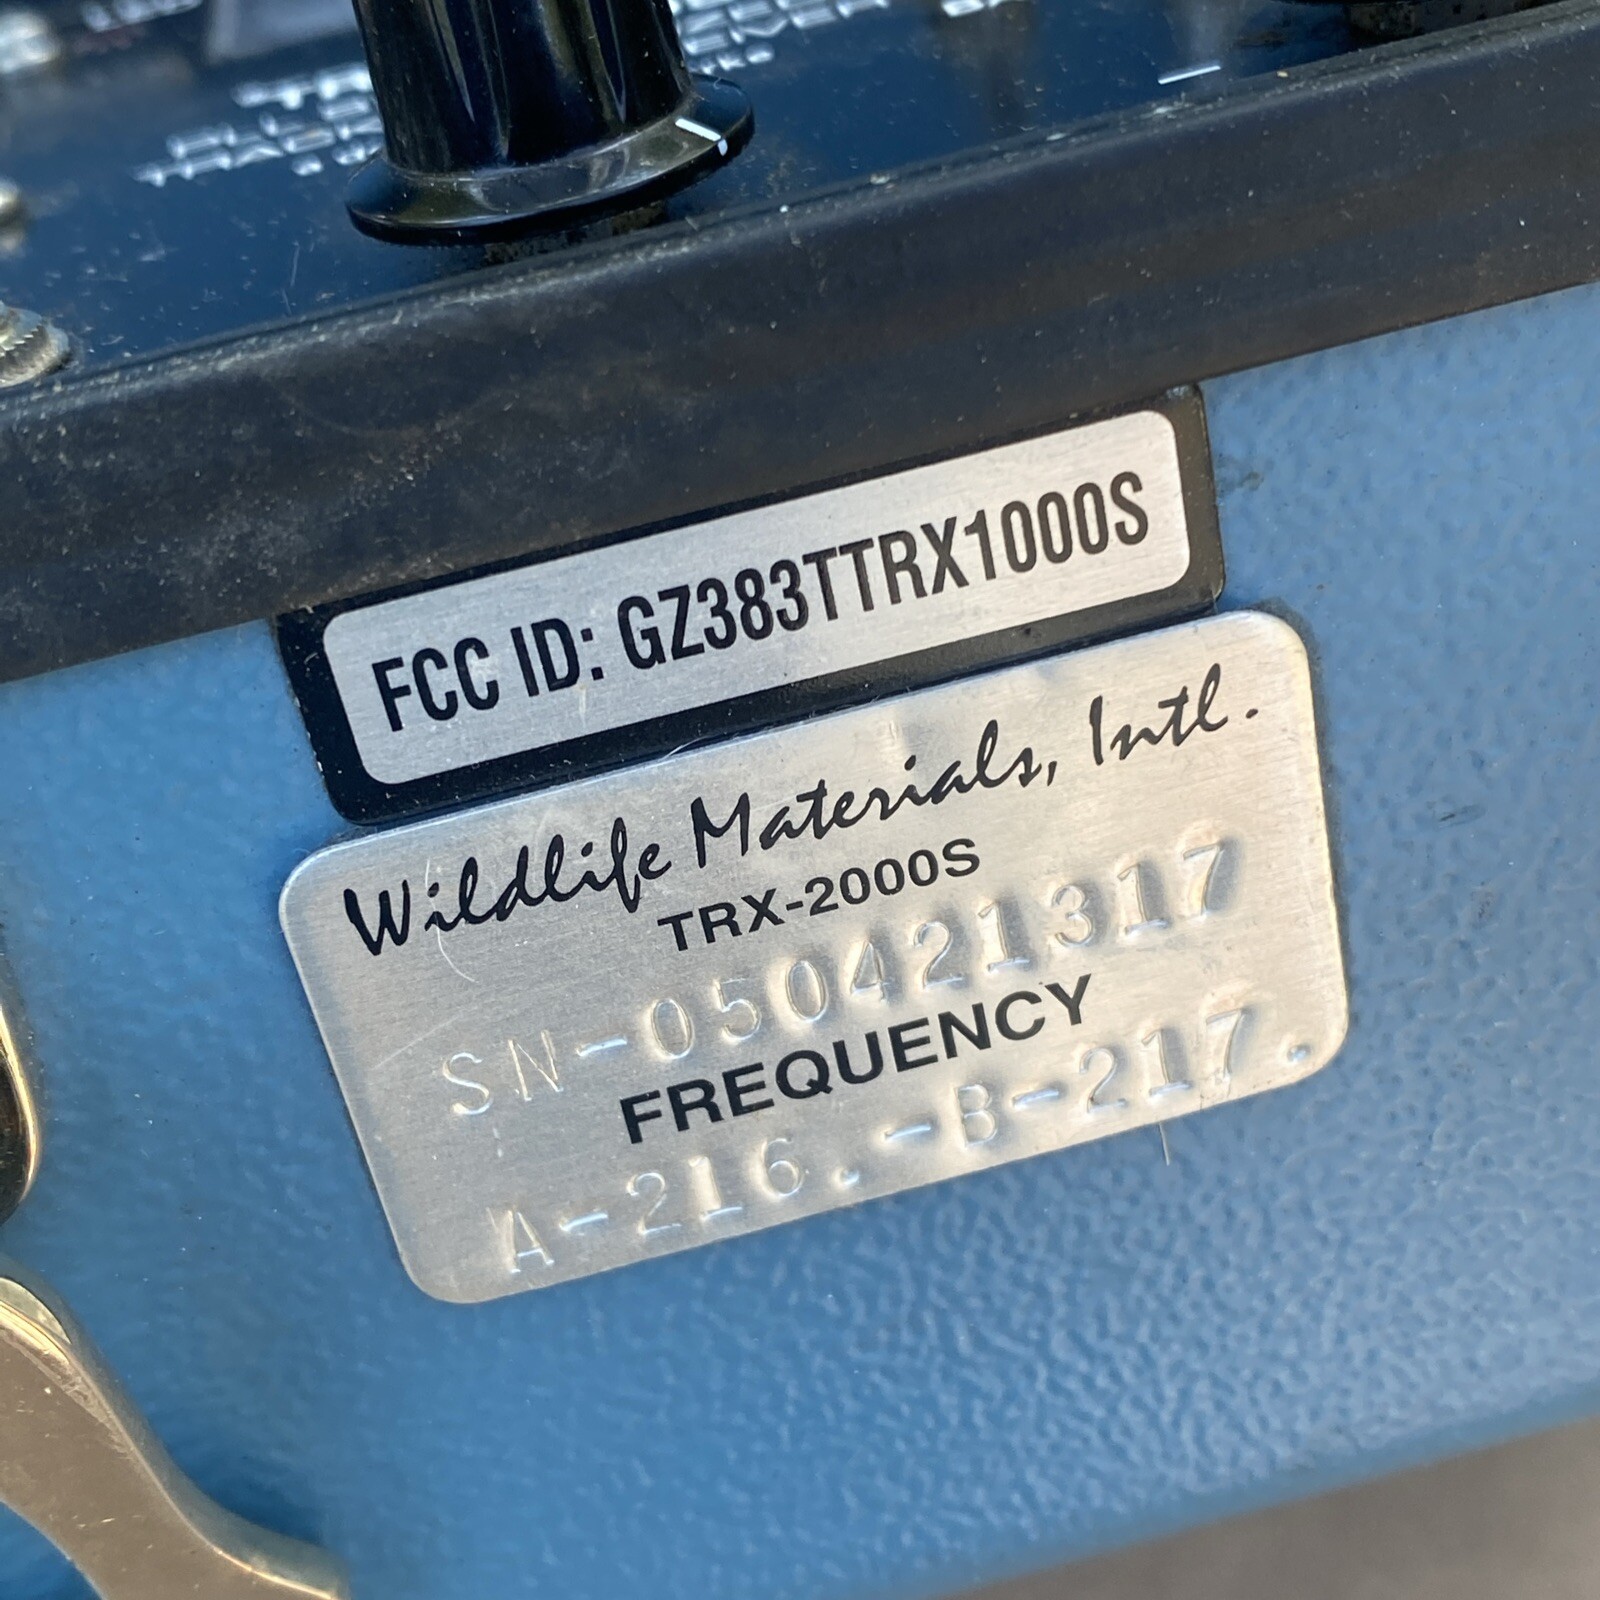 FCC ID: GZ383TTRX1000S
Wildlife Materials, Intl.
TRX-2000S
SN-050421317
FREQUENCY
A-216.-B-217.